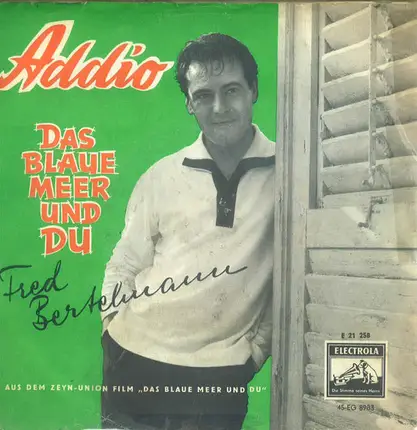 Addio
DAS
BLAUE
MEER
UND
DU
Fred
Bertelmann
E 21 258
ELECTROLA
Die Stimme seines Herrn
45-EG 8963
AUS DEM ZEYN-UNION FILM „DAS BLAUE MEER UND DU"